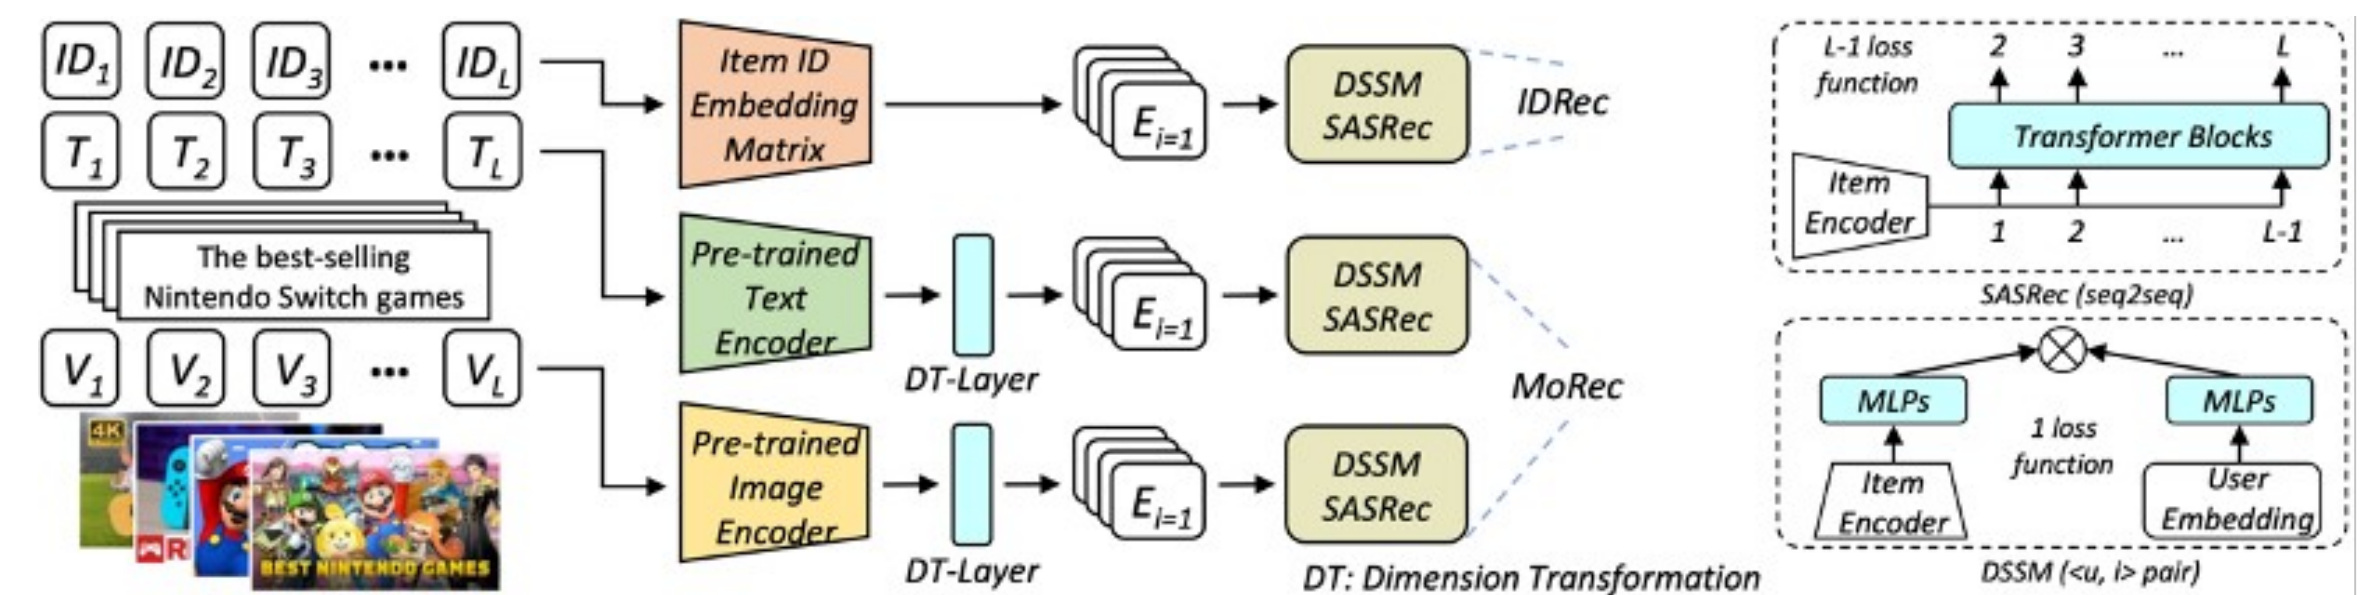 ID1 ID2 ID3 ... IDL
T1 T2 T3 ... TL
The best-selling
Nintendo Switch games
V1 V2 V3 ... VL
4K
R
BEST NINTENDO GAMES
Item ID
Embedding
Matrix
Ei=1
DSSM
SASRec
IDRec
Pre-trained
Text
Encoder
DT-Layer
Ei=1
DSSM
SASRec
MoRec
Pre-trained
Image
Encoder
DT-Layer
Ei=1
DSSM
SASRec
DT: Dimension Transformation
L-1 loss
function
2 3 ... L
Transformer Blocks
Item
Encoder
1 2 ... L-1
SASRec (seq2seq)
MLPs
MLPs
1 loss
function
Item
Encoder
User
Embedding
DSSM (<u, i> pair)